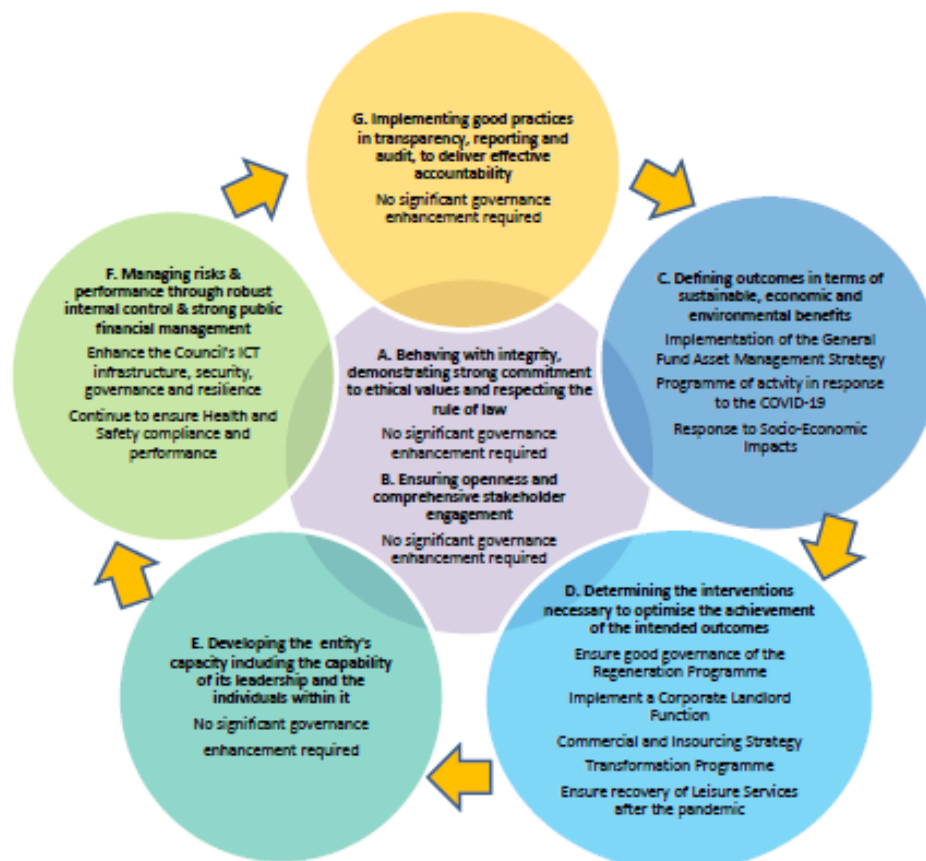 G. Implementing good practices
in transparency, reporting and
audit, to deliver effective
accountability
No significant governance
enhancement required
C. Defining outcomes in terms of
sustainable, economic and
environmental benefits
Implementation of the General
Fund Asset Management Strategy
Programme of actvity in response
to the COVID-19
Response to Socio-Economic
Impacts
F. Managing risks &
performance through robust
internal control & strong public
financial management
Enhance the Council's ICT
infrastructure, security,
governance and resilience
Continue to ensure Health and
Safety compliance and
performance
A. Behaving with integrity,
demonstrating strong commitment
to ethical values and respecting the
rule of law
No significant governance
enhancement required
B. Ensuring openness and
comprehensive stakeholder
engagement
No significant governance
enhancement required
D. Determining the interventions
necessary to optimise the achievement
of the intended outcomes
Ensure good governance of the
Regeneration Programme
Implement a Corporate Landlord
Function
Commercial and Insourcing Strategy
Transformation Programme
Ensure recovery of Leisure Services
after the pandemic
E. Developing the entity's
capacity including the capability
of its leadership and the
individuals within it
No significant governance
enhancement required